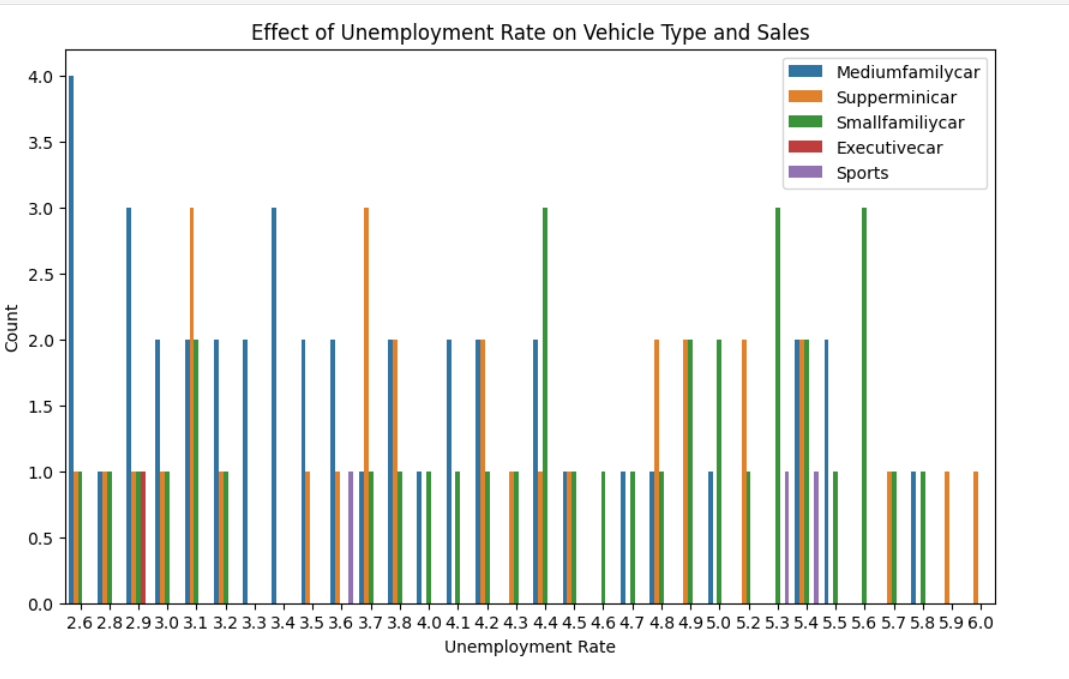 Effect of Unemployment Rate on Vehicle Type and Sales
Mediumfamilycar
Supperminicar
Smallfamiliycar
Executivecar
Sports
4.0
3.5
3.0
2.5
2.0
1.5
1.0
0.5
0.0
Count
2.6 2.8 2.9 3.0 3.1 3.2 3.3 3.4 3.5 3.6 3.7 3.8 4.0 4.1 4.2 4.3 4.4 4.5 4.6 4.7 4.8 4.9 5.0 5.2 5.3 5.4 5.5 5.6 5.7 5.8 5.9 6.0
Unemployment Rate